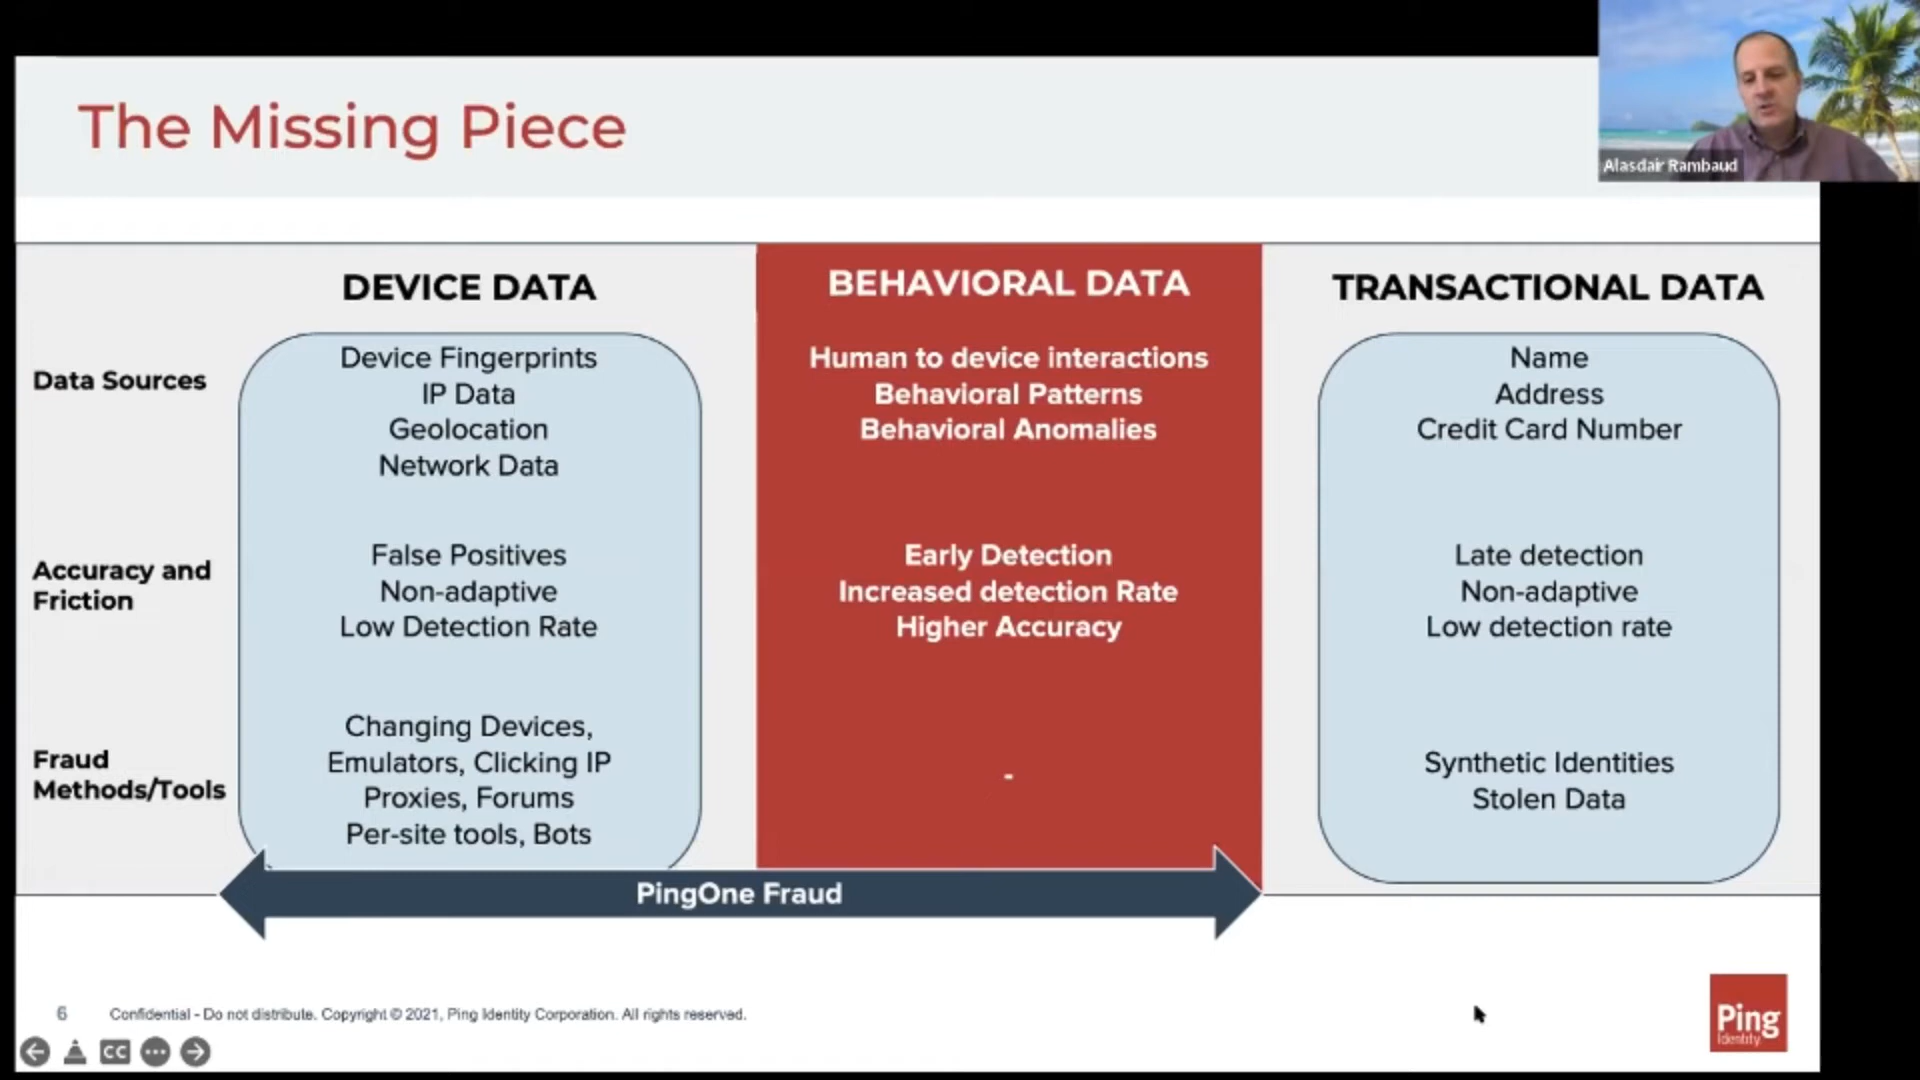 The Missing Piece
Alasdair Rambaud
DEVICE DATA
BEHAVIORAL DATA
TRANSACTIONAL DATA
Data Sources
Device Fingerprints
IP Data
Geolocation
Network Data
Human to device interactions
Behavioral Patterns
Behavioral Anomalies
Name
Address
Credit Card Number
Accuracy and
Friction
False Positives
Non-adaptive
Low Detection Rate
Early Detection
Increased detection Rate
Higher Accuracy
Late detection
Non-adaptive
Low detection rate
Fraud
Methods/Tools
Changing Devices,
Emulators, Clicking IP
Proxies, Forums
Per-site tools, Bots
-
Synthetic Identities
Stolen Data
PingOne Fraud
6
Confidential - Do not distribute. Copyright © 2021, Ping Identity Corporation. All rights reserved.
Ping
Identity
CC